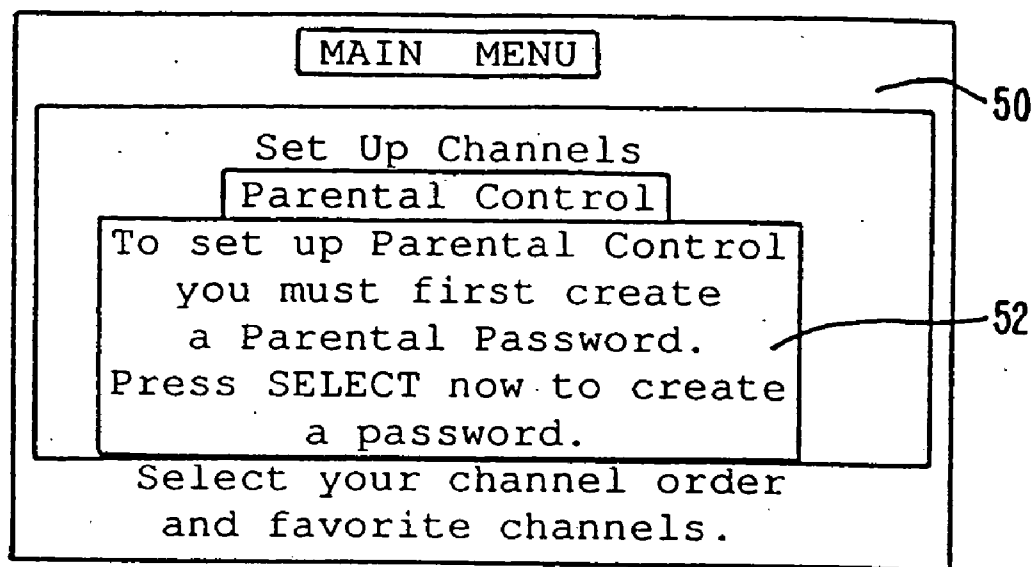 MAIN MENU
50
Set Up Channels
Parental Control
To set up Parental Control
you must first create
a Parental Password.
52
Press SELECT now to create
a password.
Select your channel order
and favorite channels.